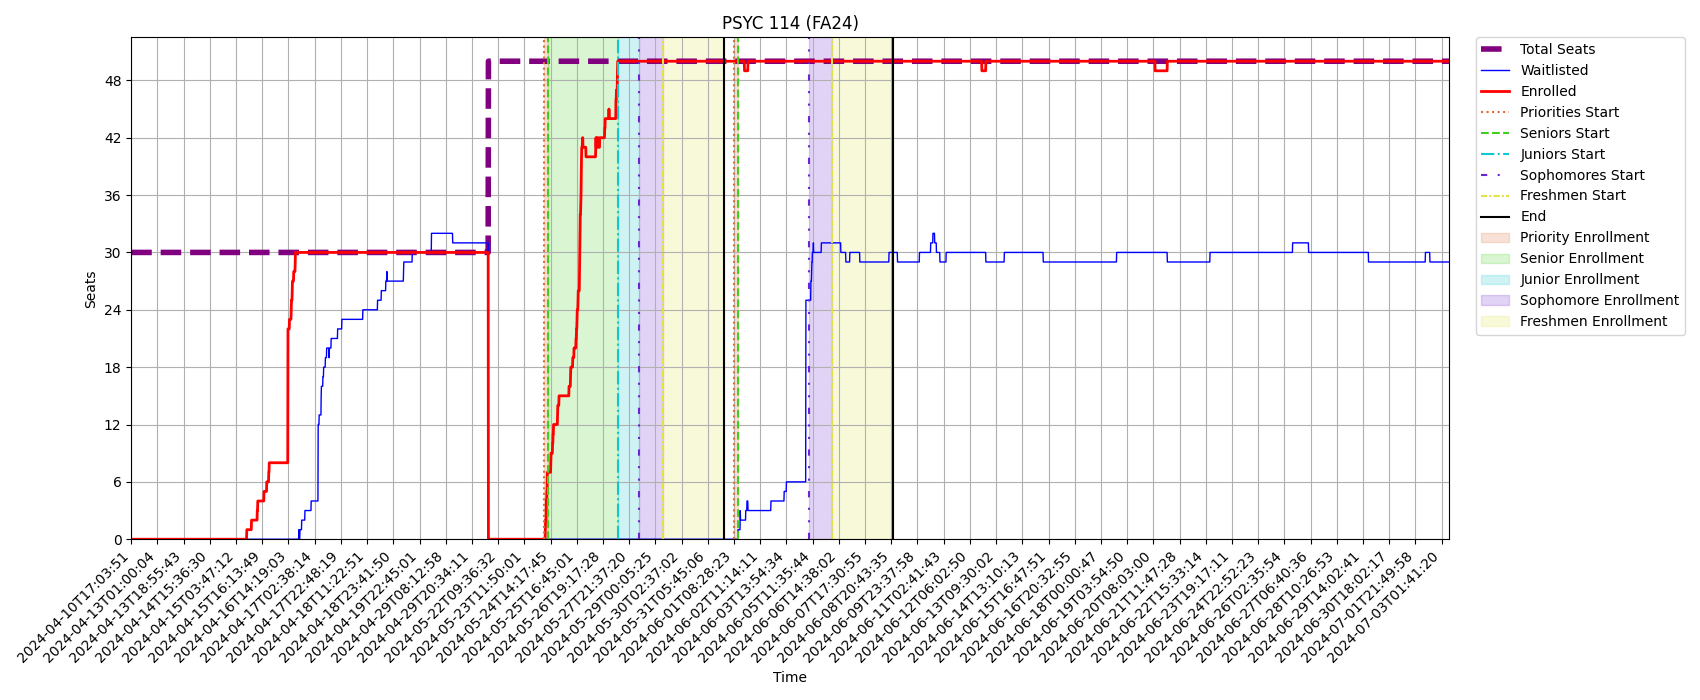 PSYC 114 (FA24)
Total Seats
Waitlisted
Enrolled
Priorities Start
Seniors Start
Juniors Start
Sophomores Start
Freshmen Start
End
Priority Enrollment
Senior Enrollment
Junior Enrollment
Sophomore Enrollment
Freshmen Enrollment
Seats
48
42
36
30
24
18
12
6
0
2024-04-10T17:03:51
2024-04-13T01:00:04
2024-04-13T18:55:43
2024-04-14T15:36:30
2024-04-15T03:47:12
2024-04-15T16:13:49
2024-04-16T14:19:03
2024-04-17T02:38:14
2024-04-17T22:48:19
2024-04-18T11:22:51
2024-04-18T23:41:50
2024-04-19T22:45:01
2024-04-29T08:12:58
2024-04-29T20:34:11
2024-05-22T09:36:32
2024-05-23T11:50:01
2024-05-24T14:17:45
2024-05-25T16:45:01
2024-05-26T19:17:28
2024-05-27T21:37:20
2024-05-29T00:05:25
2024-05-30T02:37:02
2024-05-31T05:45:06
2024-06-01T08:28:23
2024-06-02T11:14:11
2024-06-03T13:54:34
2024-06-05T11:35:44
2024-06-06T14:38:02
2024-06-07T17:30:55
2024-06-08T20:43:35
2024-06-09T23:37:58
2024-06-11T02:41:43
2024-06-12T06:02:50
2024-06-13T09:30:02
2024-06-14T13:10:13
2024-06-15T16:47:51
2024-06-16T20:32:55
2024-06-18T00:00:47
2024-06-19T03:54:50
2024-06-20T08:03:00
2024-06-21T11:47:28
2024-06-22T15:33:14
2024-06-23T19:17:11
2024-06-24T22:52:23
2024-06-26T02:35:54
2024-06-27T06:40:36
2024-06-28T10:26:53
2024-06-29T14:02:41
2024-06-30T18:02:17
2024-07-01T21:49:58
2024-07-03T01:41:20
Time